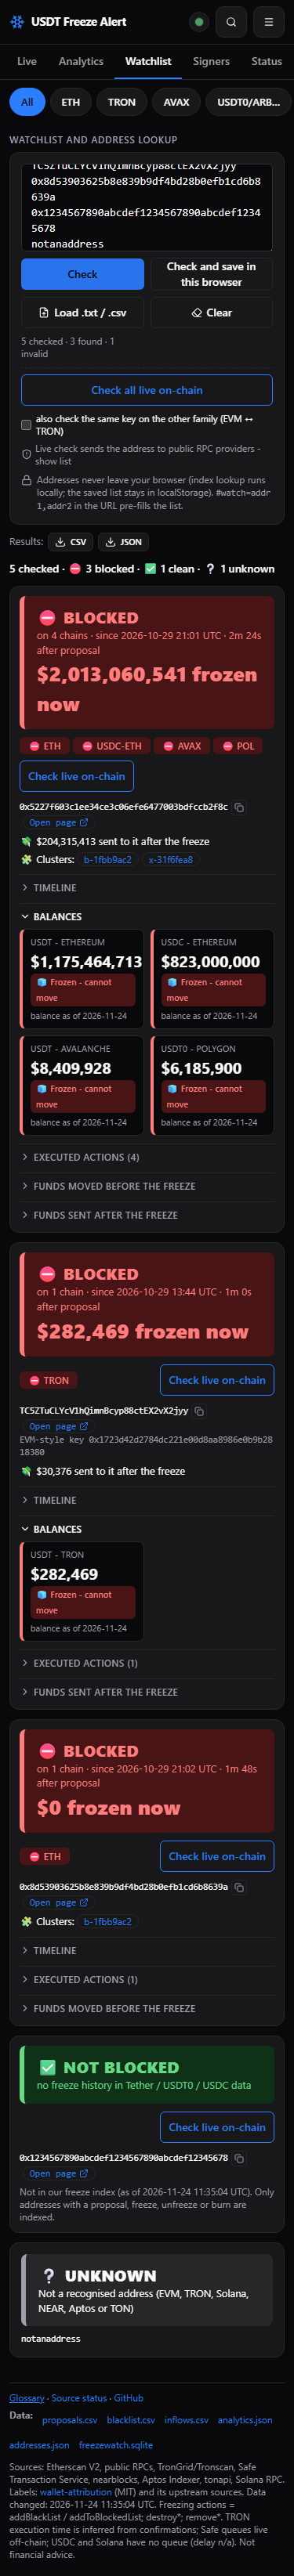 USDT Freeze Alert
Live Analytics Watchlist Signers Status
All ETH TRON AVAX USDT0/ARB...
WATCHLIST AND ADDRESS LOOKUP
TC5ZTuCLYcV1hQimnBcyp88ctEX2vX2jyy
0x8d53903625b8e839b9df4bd28b0efb1cd6b8
639a
0x1234567890abcdef1234567890abcdef1234
5678
notanaddress
Check
Check and save in
this browser
Load .txt / .csv
Clear
5 checked · 3 found · 1
invalid
Check all live on-chain
also check the same key on the other family (EVM ↔
TRON)
Live check sends the address to public RPC providers -
show list
Addresses never leave your browser (index lookup runs
locally; the saved list stays in localStorage). #watch=addr
1,addr2 in the URL pre-fills the list.
Results: CSV JSON
5 checked · ⛔ 3 blocked · ✅ 1 clean · ❔ 1 unknown
⛔ BLOCKED
on 4 chains · since 2026-10-29 21:01 UTC · 2m 24s
after proposal
$2,013,060,541 frozen
now
⛔ ETH ⛔ USDC-ETH ⛔ AVAX ⛔ POL
Check live on-chain
0x5227f603c1ee34ce3c06efe6477003bdfccb2f8c
Open page
$204,315,413 sent to it after the freeze
Clusters: b-1fbb9ac2 x-31f6fea8
TIMELINE
BALANCES
USDT - ETHEREUM
$1,175,464,713
Frozen - cannot
move
balance as of 2026-11-24
USDC - ETHEREUM
$823,000,000
Frozen - cannot
move
balance as of 2026-11-24
USDT - AVALANCHE
$8,409,928
Frozen - cannot
move
balance as of 2026-11-24
USDT0 - POLYGON
$6,185,900
Frozen - cannot
move
balance as of 2026-11-24
EXECUTED ACTIONS (4)
FUNDS MOVED BEFORE THE FREEZE
FUNDS SENT AFTER THE FREEZE
⛔ BLOCKED
on 1 chain · since 2026-10-29 13:44 UTC · 1m 0s
after proposal
$282,469 frozen now
⛔ TRON
Check live on-chain
TC5ZTuCLYcV1hQimnBcyp88ctEX2vX2jyy
Open page
EVM-style key 0x1723d42d2784dc221e00d8aa8986e0b9b28
18380
$30,376 sent to it after the freeze
TIMELINE
BALANCES
USDT - TRON
$282,469
Frozen - cannot
move
balance as of 2026-11-24
EXECUTED ACTIONS (1)
FUNDS SENT AFTER THE FREEZE
⛔ BLOCKED
on 1 chain · since 2026-10-29 21:02 UTC · 1m 48s
after proposal
$0 frozen now
⛔ ETH
Check live on-chain
0x8d53903625b8e839b9df4bd28b0efb1cd6b8639a
Open page
Clusters: b-1fbb9ac2
TIMELINE
EXECUTED ACTIONS (1)
FUNDS MOVED BEFORE THE FREEZE
✅ NOT BLOCKED
no freeze history in Tether / USDT0 / USDC data
Check live on-chain
0x1234567890abcdef1234567890abcdef12345678
Open page
Not in our freeze index (as of 2026-11-24 11:35:04 UTC). Only
addresses with a proposal, freeze, unfreeze or burn are
indexed.
❔ UNKNOWN
Not a recognised address (EVM, TRON, Solana,
NEAR, Aptos or TON)
notanaddress
Glossary · Source status · GitHub
Data: proposals.csv blacklist.csv inflows.csv analytics.json
addresses.json freezewatch.sqlite
Sources: Etherscan V2, public RPCs, TronGrid/Tronscan, Safe
Transaction Service, nearblocks, Aptos Indexer, tonapi, Solana RPC.
Labels: wallet-attribution (MIT) and its upstream sources. Data
changed: 2026-11-24 11:35:04 UTC. Freezing actions =
addBlackList / addToBlockedList; destroy*; remove*. TRON
execution time is inferred from confirmations; Safe queues live
off-chain; USDC and Solana have no queue (delay n/a). Not
financial advice.